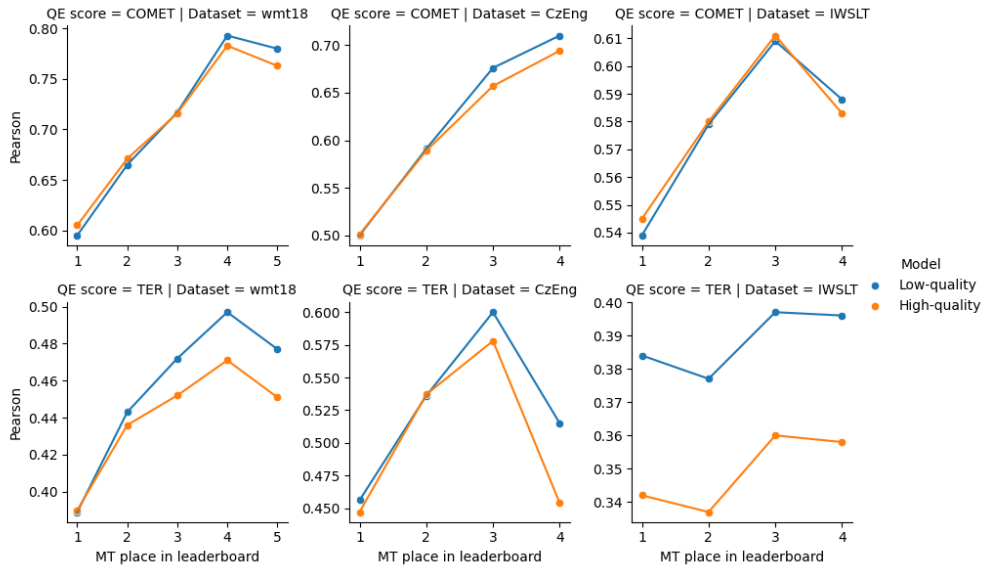 QE score = COMET | Dataset = wmt18
QE score = COMET | Dataset = CzEng
QE score = COMET | Dataset = IWSLT
Pearson
0.80
0.75
0.70
0.65
0.60
1 2 3 4 5
0.70
0.65
0.60
0.55
0.50
1 2 3 4
0.61
0.60
0.59
0.58
0.57
0.56
0.55
0.54
1 2 3 4
Model
Low-quality
High-quality
QE score = TER | Dataset = wmt18
QE score = TER | Dataset = CzEng
QE score = TER | Dataset = IWSLT
Pearson
0.50
0.48
0.46
0.44
0.42
0.40
1 2 3 4 5
MT place in leaderboard
0.600
0.575
0.550
0.525
0.500
0.475
0.450
1 2 3 4
MT place in leaderboard
0.40
0.39
0.38
0.37
0.36
0.35
0.34
1 2 3 4
MT place in leaderboard